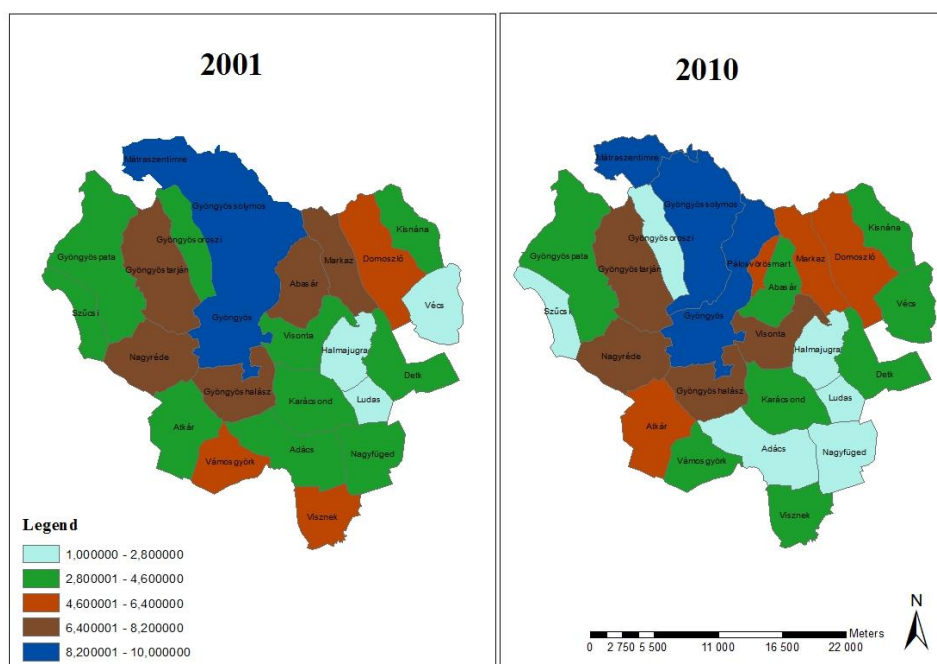 2001
Mátraszentimre
Gyöngyössolymos
Gyöngyösoroszi
Gyöngyöspata
Gyöngyöstarján
Szűcsi
Abasár
Markaz
Domoszló
Kisnána
Vécs
Gyöngyös
Visonta
Halmajugra
Nagyréde
Detk
Gyöngyöshalász
Karácsond
Ludas
Atkár
Adács
Nagyfüged
Vámosgyörk
Visznek
Legend
1,000000 - 2,800000
2,800001 - 4,600000
4,600001 - 6,400000
6,400001 - 8,200000
8,200001 - 10,000000
2010
Mátraszentimre
Gyöngyössolymos
Gyöngyösoroszi
Gyöngyöspata
Gyöngyöstarján
Szűcsi
Pálosvörösmart
Abasár
Markaz
Domoszló
Kisnána
Vécs
Gyöngyös
Visonta
Halmajugra
Nagyréde
Detk
Gyöngyöshalász
Karácsond
Ludas
Atkár
Adács
Nagyfüged
Vámosgyörk
Visznek
N
0 2 750 5 500 11 000 16 500 22 000 Meters